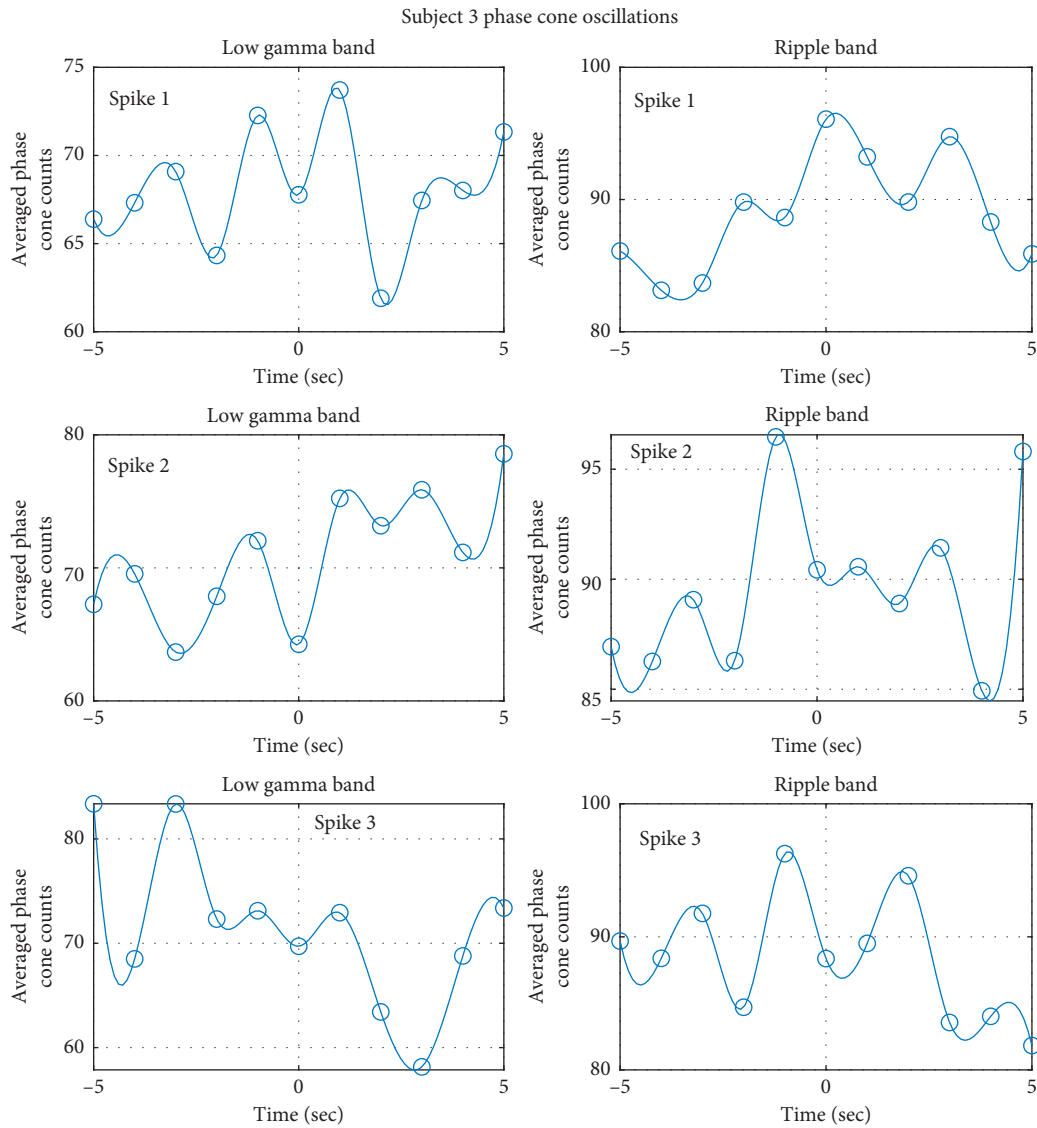 Subject 3 phase cone oscillations
Low gamma band
Spike 1
Averaged phase
cone counts
75
70
65
60
–5
0
5
Time (sec)
Ripple band
Spike 1
Averaged phase
cone counts
100
90
80
–5
0
5
Time (sec)
Low gamma band
Spike 2
Averaged phase
cone counts
80
70
60
–5
0
5
Time (sec)
Ripple band
Spike 2
Averaged phase
cone counts
95
90
85
–5
0
5
Time (sec)
Low gamma band
Spike 3
Averaged phase
cone counts
80
70
60
–5
0
5
Time (sec)
Ripple band
Spike 3
Averaged phase
cone counts
100
90
80
–5
0
5
Time (sec)